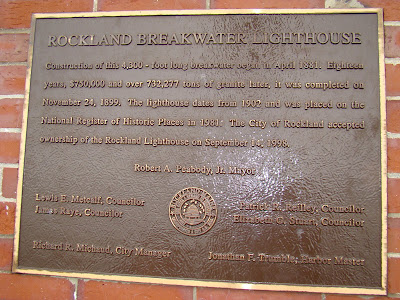 ROCKLAND BREAKWATER LIGHTHOUSE
Construction of this 4,300 - foot long breakwater began in April 1881. Eighteen
years, $750,000 and over 732,277 tons of granite later, it was completed on
November 24, 1899. The lighthouse dates from 1902 and was placed on the
National Register of Historic Places in 1981. The City of Rockland accepted
ownership of the Rockland Lighthouse on September 14, 1998.
Robert A. Peabody, Jr. Mayor
Lewis E. Metcalf, Councilor
Patrick K. Reilley, Councilor
James Raye, Councilor
Elizabeth C. Stuart, Councilor
Richard R. Michaud, City Manager
Jonathan F. Trumble, Harbor Master